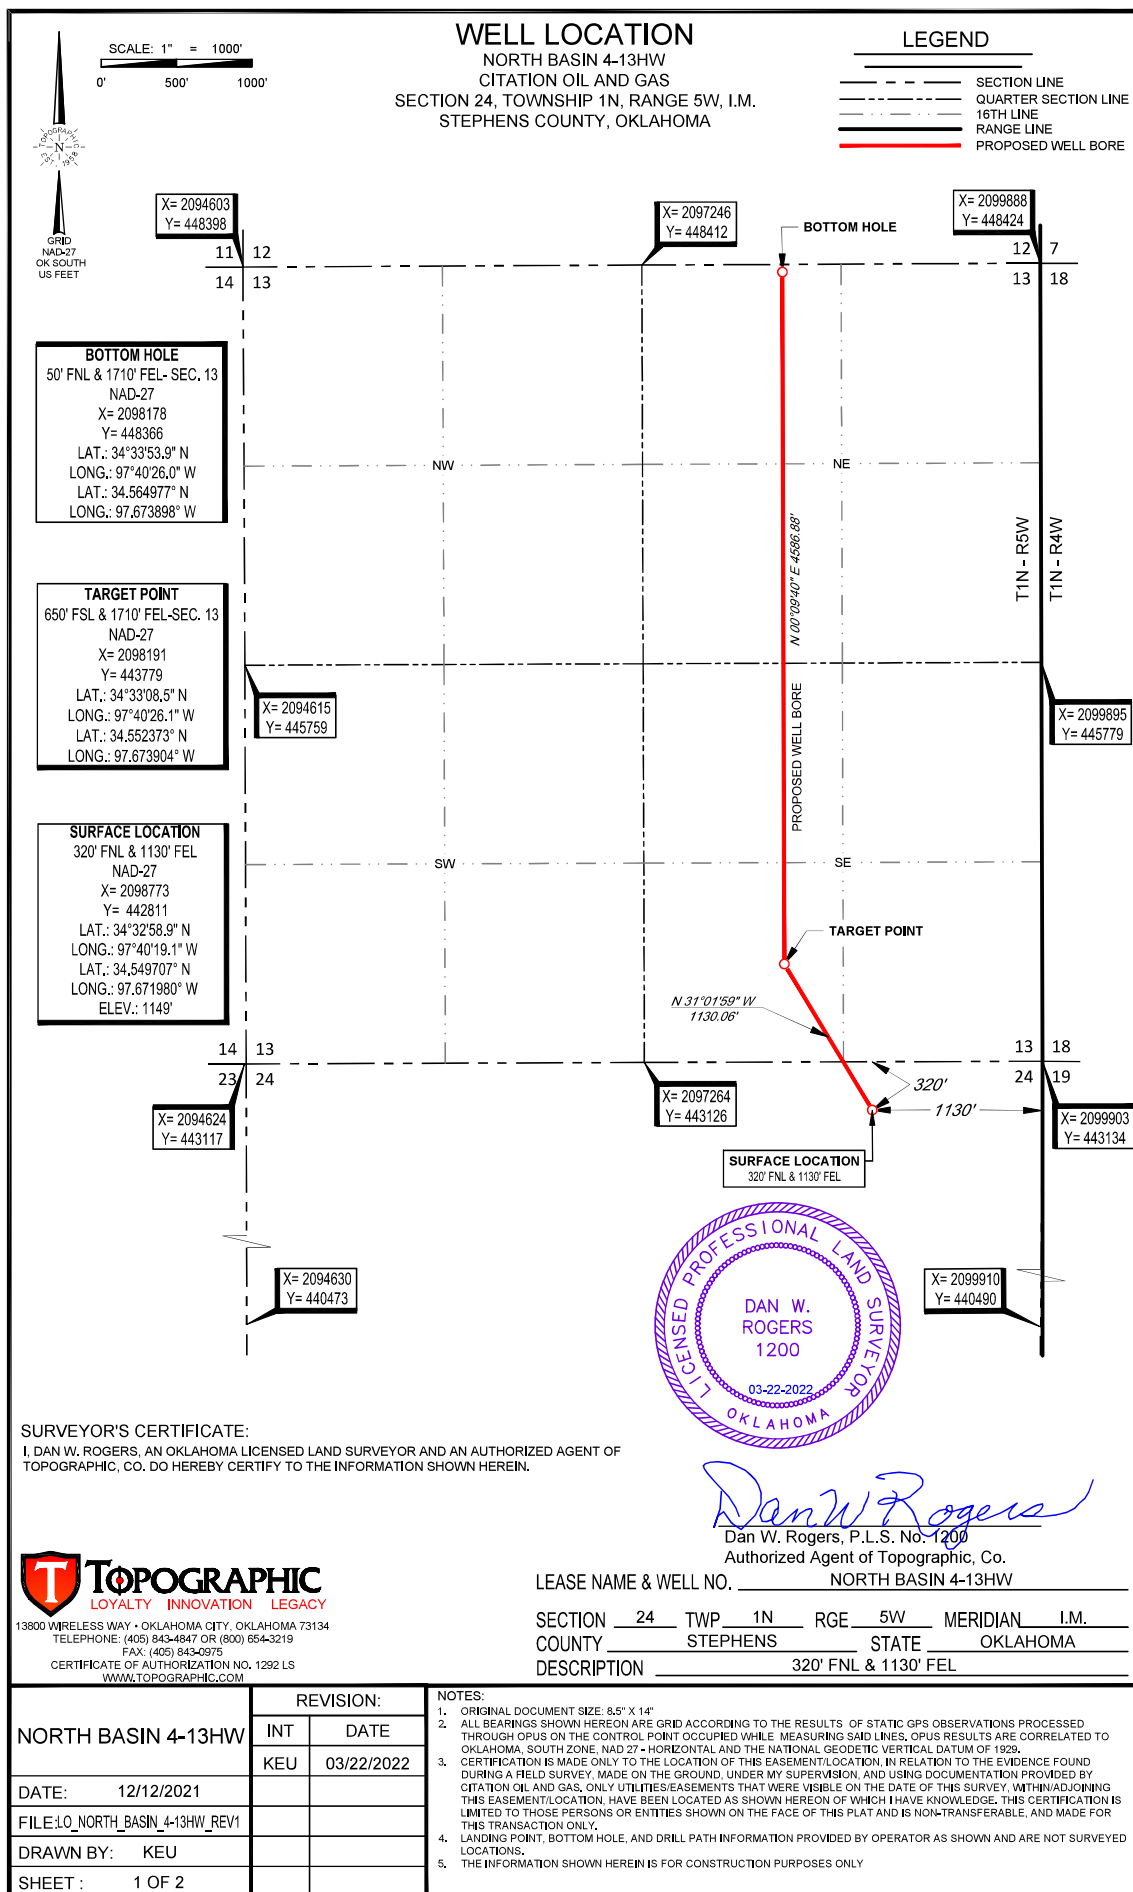 WELL LOCATION
NORTH BASIN 4-13HW
CITATION OIL AND GAS
SECTION 24, TOWNSHIP 1N, RANGE 5W, I.M.
STEPHENS COUNTY, OKLAHOMA
SCALE: 1" = 1000'
0' 500' 1000'
TOPOGRAPHIC
N
EST. 1958
GRID
NAD-27
OK SOUTH
US FEET
LEGEND
SECTION LINE
QUARTER SECTION LINE
16TH LINE
RANGE LINE
PROPOSED WELL BORE
X= 2094603
Y= 448398
X= 2097246
Y= 448412
X= 2099888
Y= 448424
BOTTOM HOLE
11 12
14 13
12 7
13 18
BOTTOM HOLE
50' FNL & 1710' FEL- SEC. 13
NAD-27
X= 2098178
Y= 448366
LAT.: 34°33'53.9" N
LONG.: 97°40'26.0" W
LAT.: 34.564977° N
LONG.: 97.673898° W
NW
NE
N 00°09'40" E 4586.88'
T1N - R5W
T1N - R4W
TARGET POINT
650' FSL & 1710' FEL-SEC. 13
NAD-27
X= 2098191
Y= 443779
LAT.: 34°33'08.5" N
LONG.: 97°40'26.1" W
LAT.: 34.552373° N
LONG.: 97.673904° W
X= 2094615
Y= 445759
X= 2099895
Y= 445779
PROPOSED WELL BORE
SURFACE LOCATION
320' FNL & 1130' FEL
NAD-27
X= 2098773
Y= 442811
LAT.: 34°32'58.9" N
LONG.: 97°40'19.1" W
LAT.: 34.549707° N
LONG.: 97.671980° W
ELEV.: 1149'
SW
SE
TARGET POINT
N 31°01'59" W
1130.06'
14 13
23 24
13 18
24 19
320'
1130'
X= 2094624
Y= 443117
X= 2097264
Y= 443126
X= 2099903
Y= 443134
SURFACE LOCATION
320' FNL & 1130' FEL
X= 2094630
Y= 440473
X= 2099910
Y= 440490
LICENSED PROFESSIONAL LAND SURVEYOR
DAN W.
ROGERS
1200
03-22-2022
OKLAHOMA
SURVEYOR'S CERTIFICATE:
I, DAN W. ROGERS, AN OKLAHOMA LICENSED LAND SURVEYOR AND AN AUTHORIZED AGENT OF
TOPOGRAPHIC, CO. DO HEREBY CERTIFY TO THE INFORMATION SHOWN HEREIN.
Dan W Rogers
Dan W. Rogers, P.L.S. No. 1200
Authorized Agent of Topographic, Co.
T TOPOGRAPHIC
LOYALTY INNOVATION LEGACY
13800 WIRELESS WAY • OKLAHOMA CITY, OKLAHOMA 73134
TELEPHONE: (405) 843-4847 OR (800) 654-3219
FAX: (405) 843-0975
CERTIFICATE OF AUTHORIZATION NO. 1292 LS
WWW.TOPOGRAPHIC.COM
LEASE NAME & WELL NO. NORTH BASIN 4-13HW
SECTION 24 TWP 1N RGE 5W MERIDIAN I.M.
COUNTY STEPHENS STATE OKLAHOMA
DESCRIPTION 320' FNL & 1130' FEL
NORTH BASIN 4-13HW
REVISION:
INT DATE
KEU 03/22/2022
DATE: 12/12/2021
FILE:LO_NORTH_BASIN_4-13HW_REV1
DRAWN BY: KEU
SHEET : 1 OF 2
NOTES:
1. ORIGINAL DOCUMENT SIZE: 8.5" X 14"
2. ALL BEARINGS SHOWN HEREON ARE GRID ACCORDING TO THE RESULTS OF STATIC GPS OBSERVATIONS PROCESSED
THROUGH OPUS ON THE CONTROL POINT OCCUPIED WHILE MEASURING SAID LINES. OPUS RESULTS ARE CORRELATED TO
OKLAHOMA, SOUTH ZONE, NAD 27 - HORIZONTAL AND THE NATIONAL GEODETIC VERTICAL DATUM OF 1929.
3. CERTIFICATION IS MADE ONLY TO THE LOCATION OF THIS EASEMENT/LOCATION, IN RELATION TO THE EVIDENCE FOUND
DURING A FIELD SURVEY, MADE ON THE GROUND, UNDER MY SUPERVISION, AND USING DOCUMENTATION PROVIDED BY
CITATION OIL AND GAS. ONLY UTILITIES/EASEMENTS THAT WERE VISIBLE ON THE DATE OF THIS SURVEY, WITHIN/ADJOINING
THIS EASEMENT/LOCATION, HAVE BEEN LOCATED AS SHOWN HEREON OF WHICH I HAVE KNOWLEDGE. THIS CERTIFICATION IS
LIMITED TO THOSE PERSONS OR ENTITIES SHOWN ON THE FACE OF THIS PLAT AND IS NON-TRANSFERABLE, AND MADE FOR
THIS TRANSACTION ONLY.
4. LANDING POINT, BOTTOM HOLE, AND DRILL PATH INFORMATION PROVIDED BY OPERATOR AS SHOWN AND ARE NOT SURVEYED
LOCATIONS.
5. THE INFORMATION SHOWN HEREIN IS FOR CONSTRUCTION PURPOSES ONLY